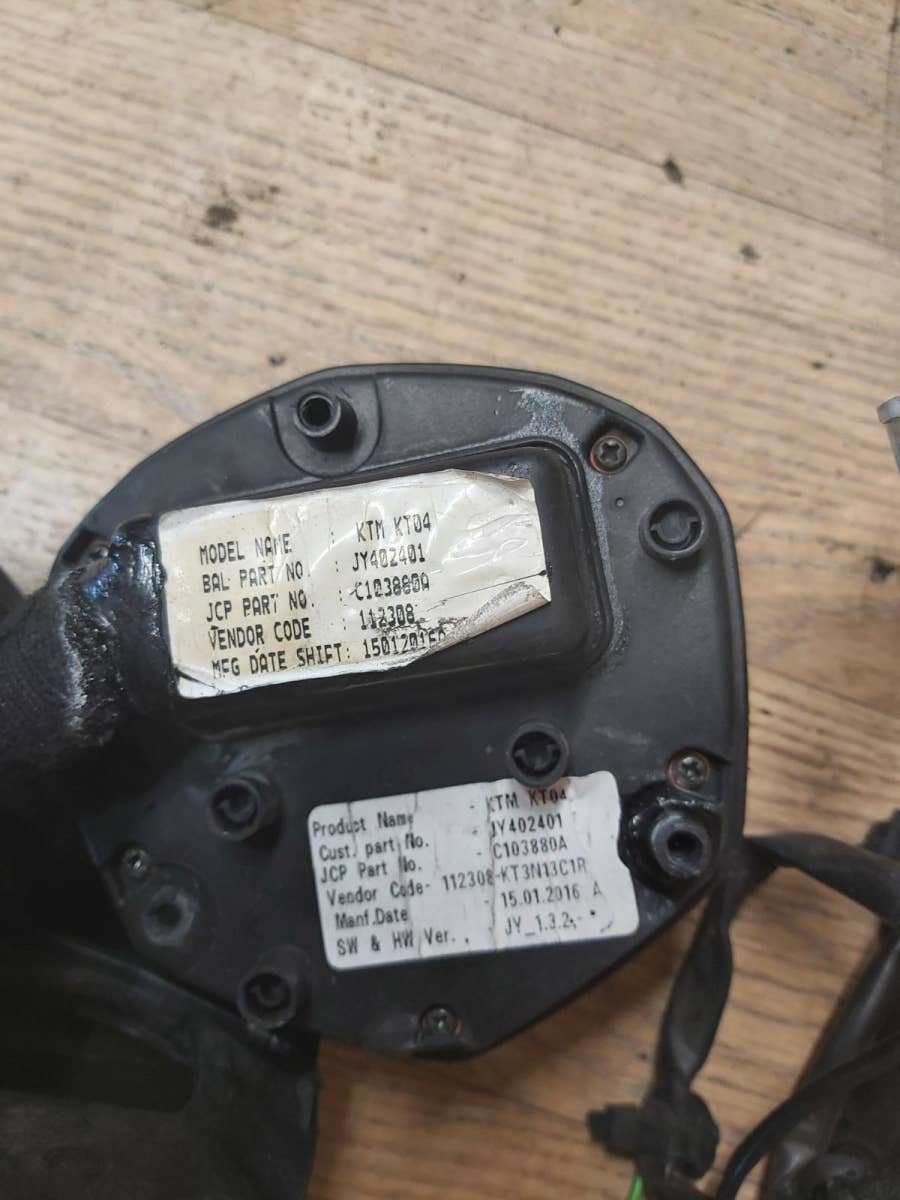 MODEL NAME : KTM KT04
BAL PART NO. : JY402401
JCP PART NO. : C103880A
VENDOR CODE : 112308
MFG DATE SHIFT: 15012016A
Product Name - KTM KT04
Cust. part No. - JY402401
JCP Part No. - C103880A
Vendor Code- 112308-KT3N13C1R
Manf.Date - 15.01.2016 A
SW & HW Ver. . JY_1.3.2